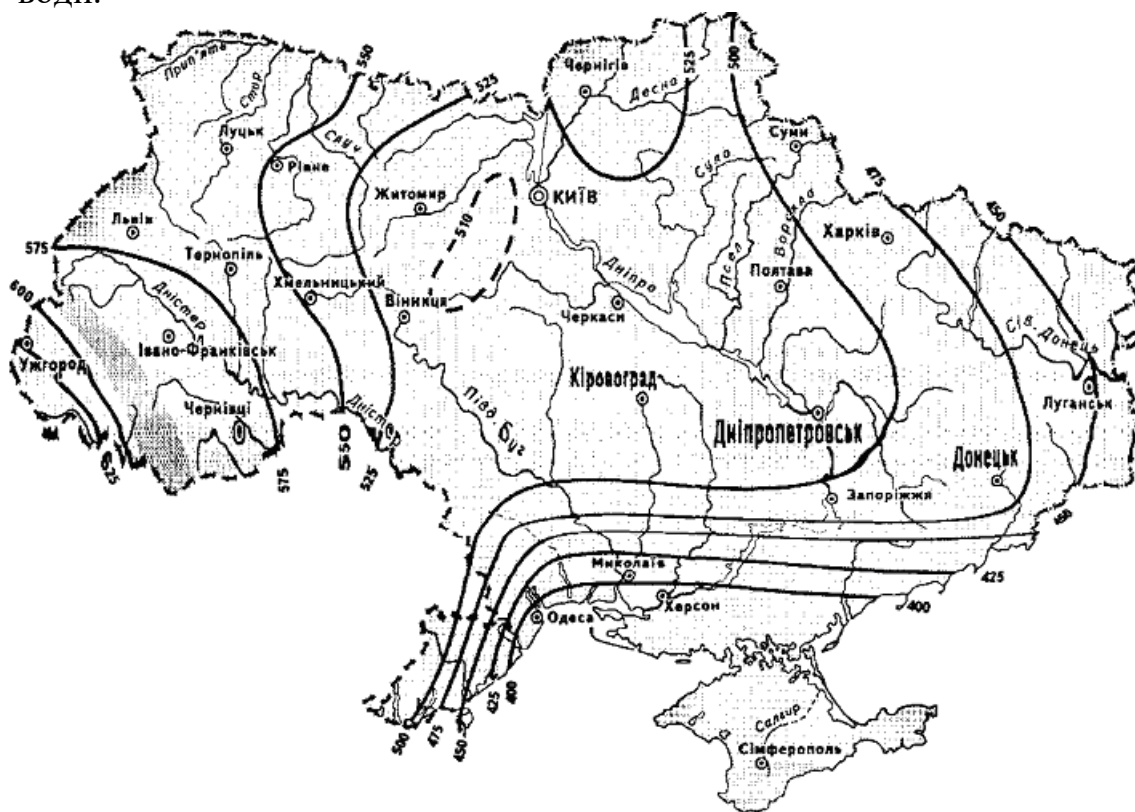 води.
550
525
500
525
Прип'ять
Стир
Чернігів
Десна
Луцьк
Случ
Рівне
Суми
Сула
475
450
Житомир
КИЇВ
510
Псел
Ворскла
Харків
Львів
575
Тернопіль
Полтава
600
Хмельницький
Вінниця
Дніпро
Черкаси
Дністер
Сів. Донець
Івано-Франківськ
Ужгород
Кіровоград
Луганськ
Чернівці
Дністер
Півд Буг
Дніпропетровськ
Донецьк
625
575
550
525
Запоріжжя
450
Миколаїв
425
400
Херсон
Одеса
500
475
450
425
400
Салгир
Сімферополь